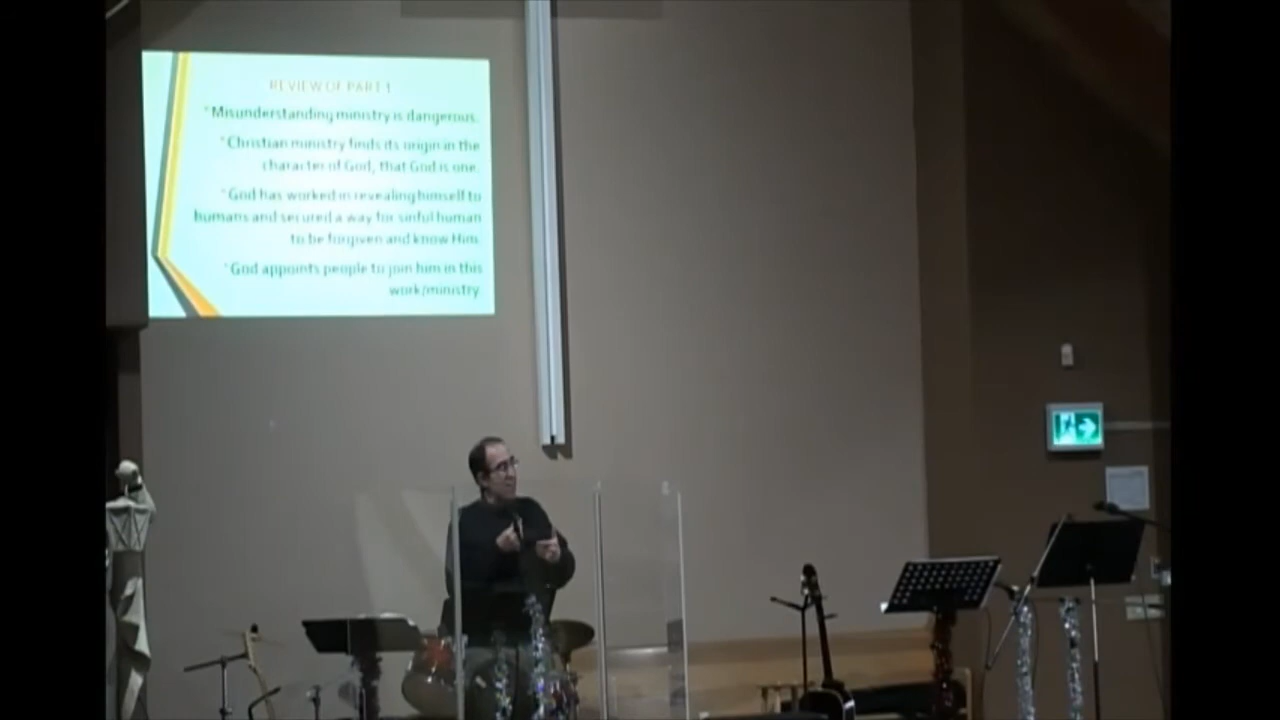 REVIEW OF PART 1
*Misunderstanding ministry is dangerous.
*Christian ministry finds its origin in the
character of God, that God is one.
*God has worked in revealing himself to
humans and secured a way for sinful human
to be forgiven and know Him.
*God appoints people to join him in this
work/ministry.